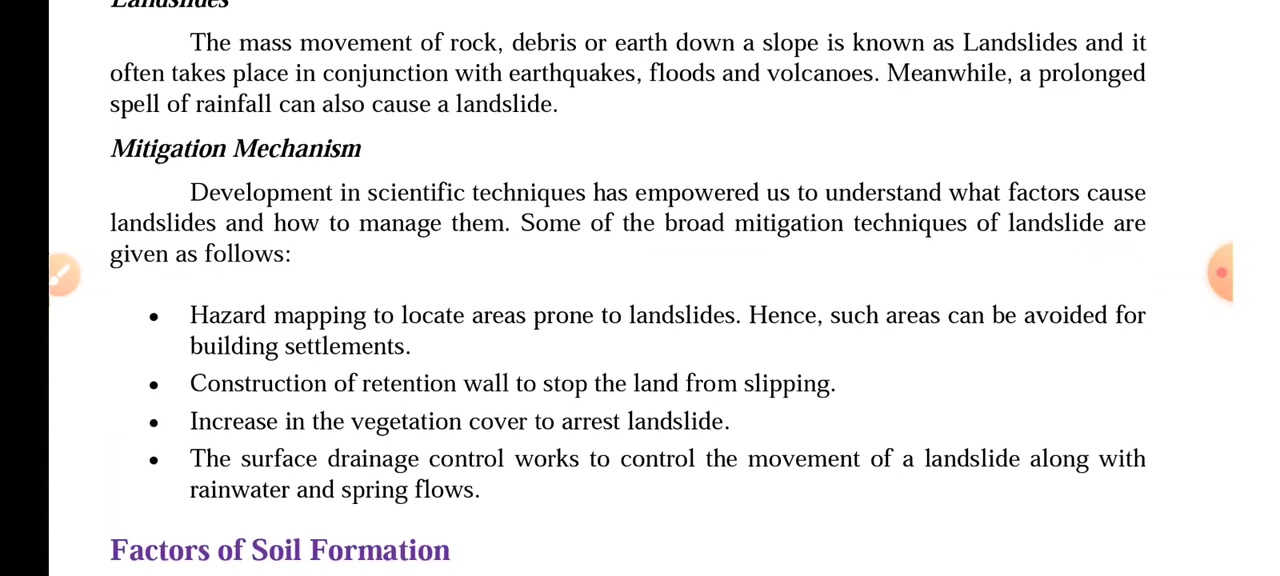 Landslides
The mass movement of rock, debris or earth down a slope is known as Landslides and it
often takes place in conjunction with earthquakes, floods and volcanoes. Meanwhile, a prolonged
spell of rainfall can also cause a landslide.
Mitigation Mechanism
Development in scientific techniques has empowered us to understand what factors cause
landslides and how to manage them. Some of the broad mitigation techniques of landslide are
given as follows:
• Hazard mapping to locate areas prone to landslides. Hence, such areas can be avoided for
building settlements.
• Construction of retention wall to stop the land from slipping.
• Increase in the vegetation cover to arrest landslide.
• The surface drainage control works to control the movement of a landslide along with
rainwater and spring flows.
Factors of Soil Formation